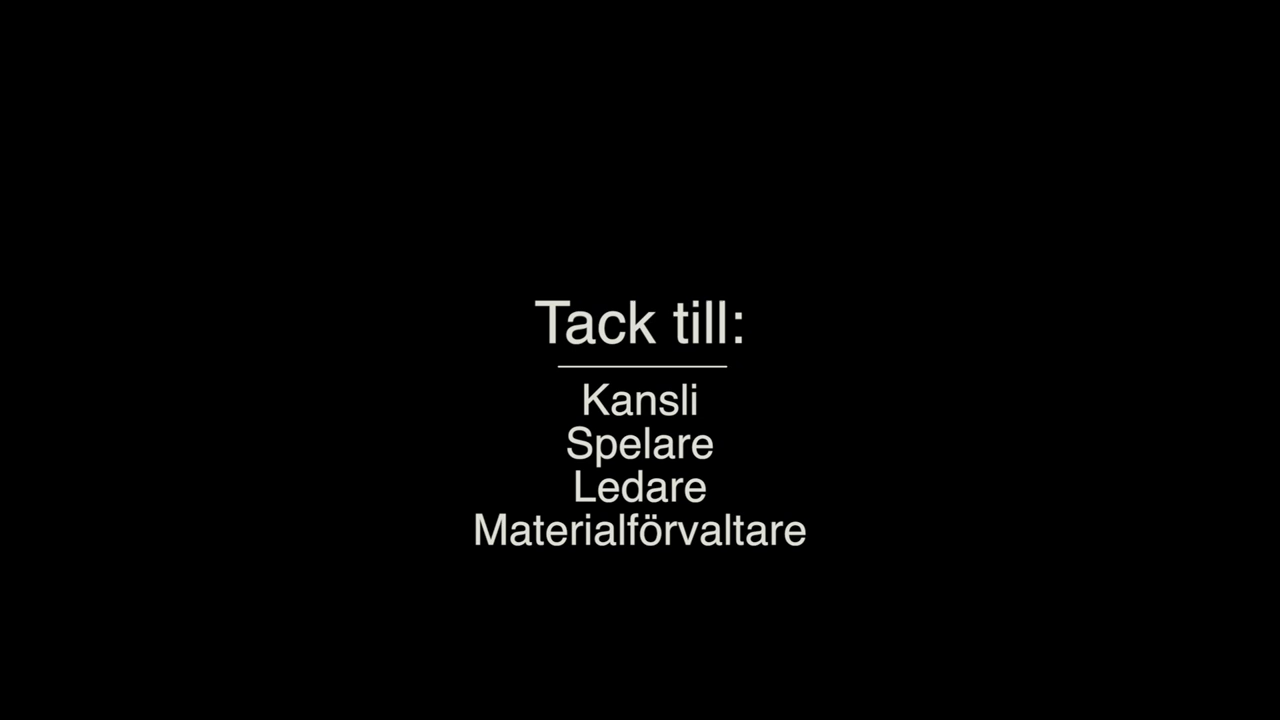 Tack till:
Kansli
Spelare
Ledare
Materialförvaltare